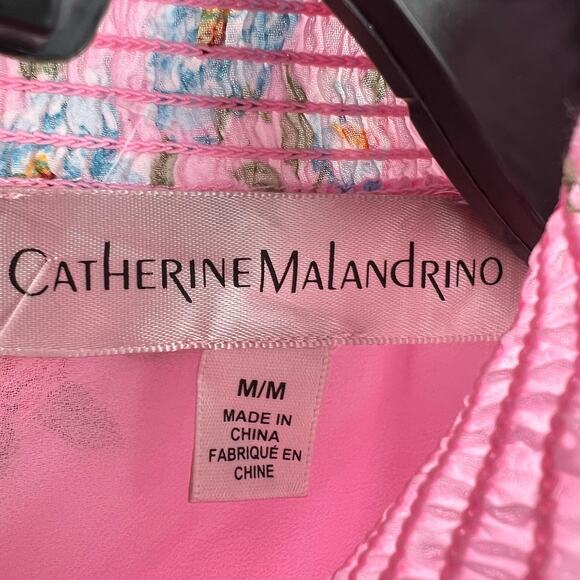 CATHERINE MALANDRINO
M/M
MADE IN
CHINA
FABRIQUÉ EN
CHINE